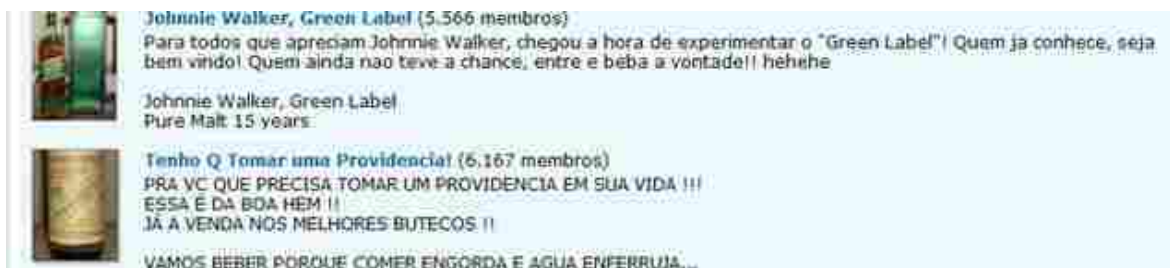 Johnnie Walker, Green Label (5.566 membros)
Para todos que apreciam Johnnie Walker, chegou a hora de experimentar o "Green Label"! Quem ja conhece, seja
bem vindo! Quem ainda nao teve a chance, entre e beba a vontade!! hehehe
Johnnie Walker, Green Label
Pure Malt 15 years
Tenho Q Tomar uma Providencia! (6.167 membros)
PRA VC QUE PRECISA TOMAR UM PROVIDENCIA EM SUA VIDA !!!
ESSA É DA BOA HEM !!
JÁ A VENDA NOS MELHORES BUTECOS !!
VAMOS BEBER PORQUE COMER ENGORDA E AGUA ENFERRUJA...